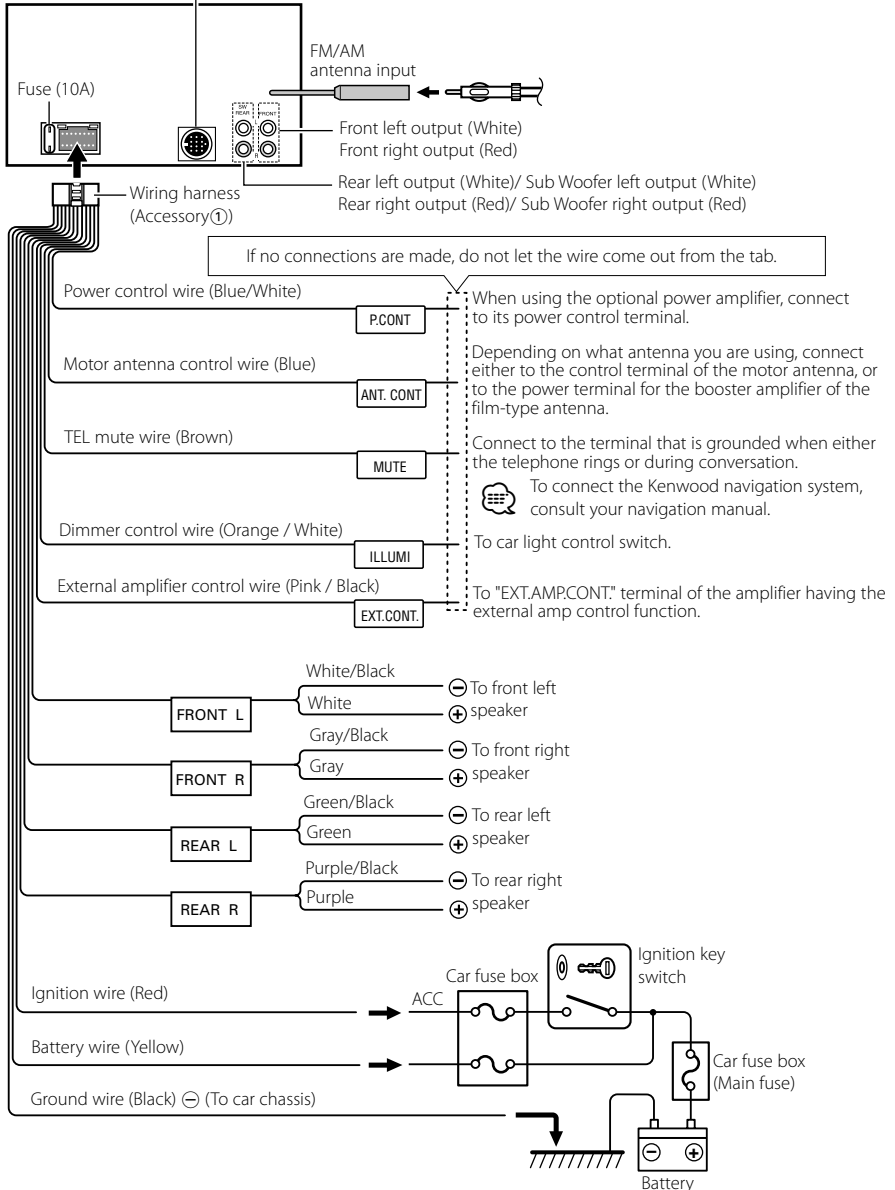 FM/AM
antenna input
Fuse (10A)
SW
REAR
FRONT
L
R
Front left output (White)
Front right output (Red)
Rear left output (White)/ Sub Woofer left output (White)
Rear right output (Red)/ Sub Woofer right output (Red)
Wiring harness
(Accessory①)
If no connections are made, do not let the wire come out from the tab.
Power control wire (Blue/White)
P.CONT
When using the optional power amplifier, connect
to its power control terminal.
Motor antenna control wire (Blue)
ANT. CONT
Depending on what antenna you are using, connect
either to the control terminal of the motor antenna, or
to the power terminal for the booster amplifier of the
film-type antenna.
TEL mute wire (Brown)
MUTE
Connect to the terminal that is grounded when either
the telephone rings or during conversation.
To connect the Kenwood navigation system,
consult your navigation manual.
Dimmer control wire (Orange / White)
ILLUMI
To car light control switch.
External amplifier control wire (Pink / Black)
EXT.CONT.
To "EXT.AMP.CONT." terminal of the amplifier having the
external amp control function.
White/Black
White
FRONT L
⊖ To front left
⊕ speaker
Gray/Black
Gray
FRONT R
⊖ To front right
⊕ speaker
Green/Black
Green
REAR L
⊖ To rear left
⊕ speaker
Purple/Black
Purple
REAR R
⊖ To rear right
⊕ speaker
Ignition key
switch
Car fuse box
Ignition wire (Red)
ACC
Battery wire (Yellow)
Car fuse box
(Main fuse)
Ground wire (Black) ⊖ (To car chassis)
⊖ ⊕
Battery